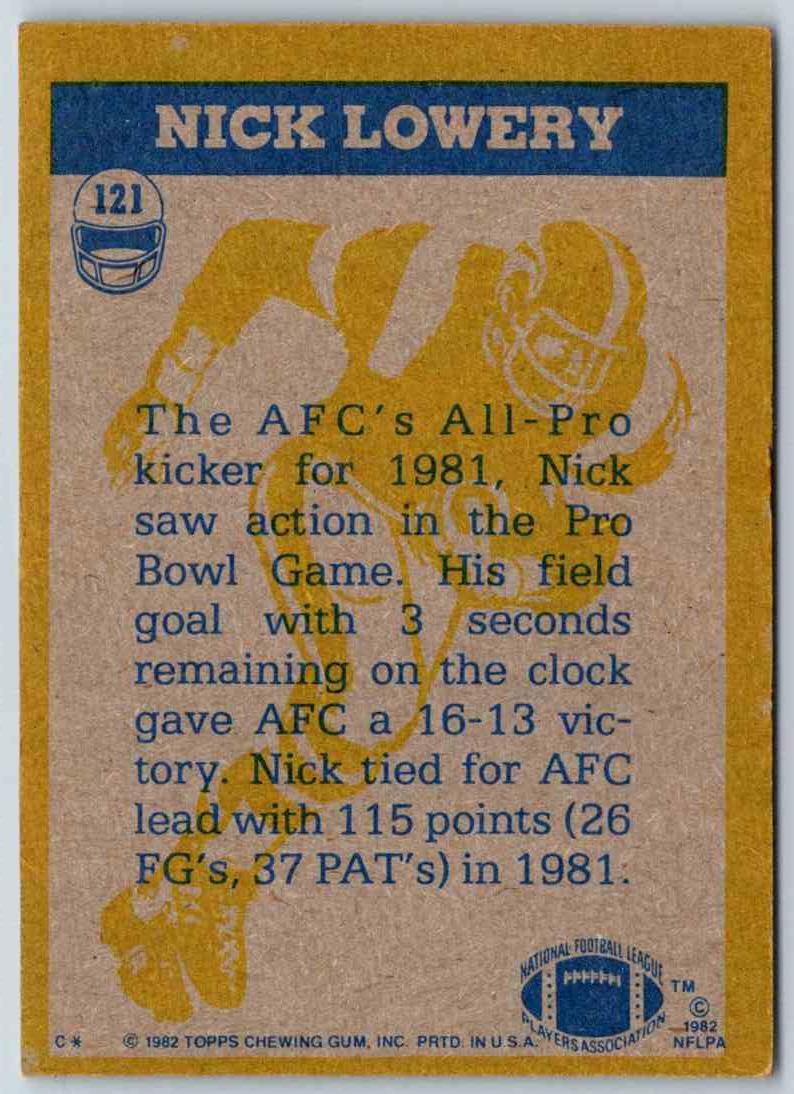 NICK LOWERY
121
The AFC's All-Pro
kicker for 1981, Nick
saw action in the Pro
Bowl Game. His field
goal with 3 seconds
remaining on the clock
gave AFC a 16-13 vic-
tory. Nick tied for AFC
lead with 115 points (26
FG's, 37 PAT's) in 1981.
NATIONAL FOOTBALL LEAGUE
PLAYERS ASSOCIATION
TM
©
1982
NFLPA
C* © 1982 TOPPS CHEWING GUM, INC. PRTD. IN U.S.A.